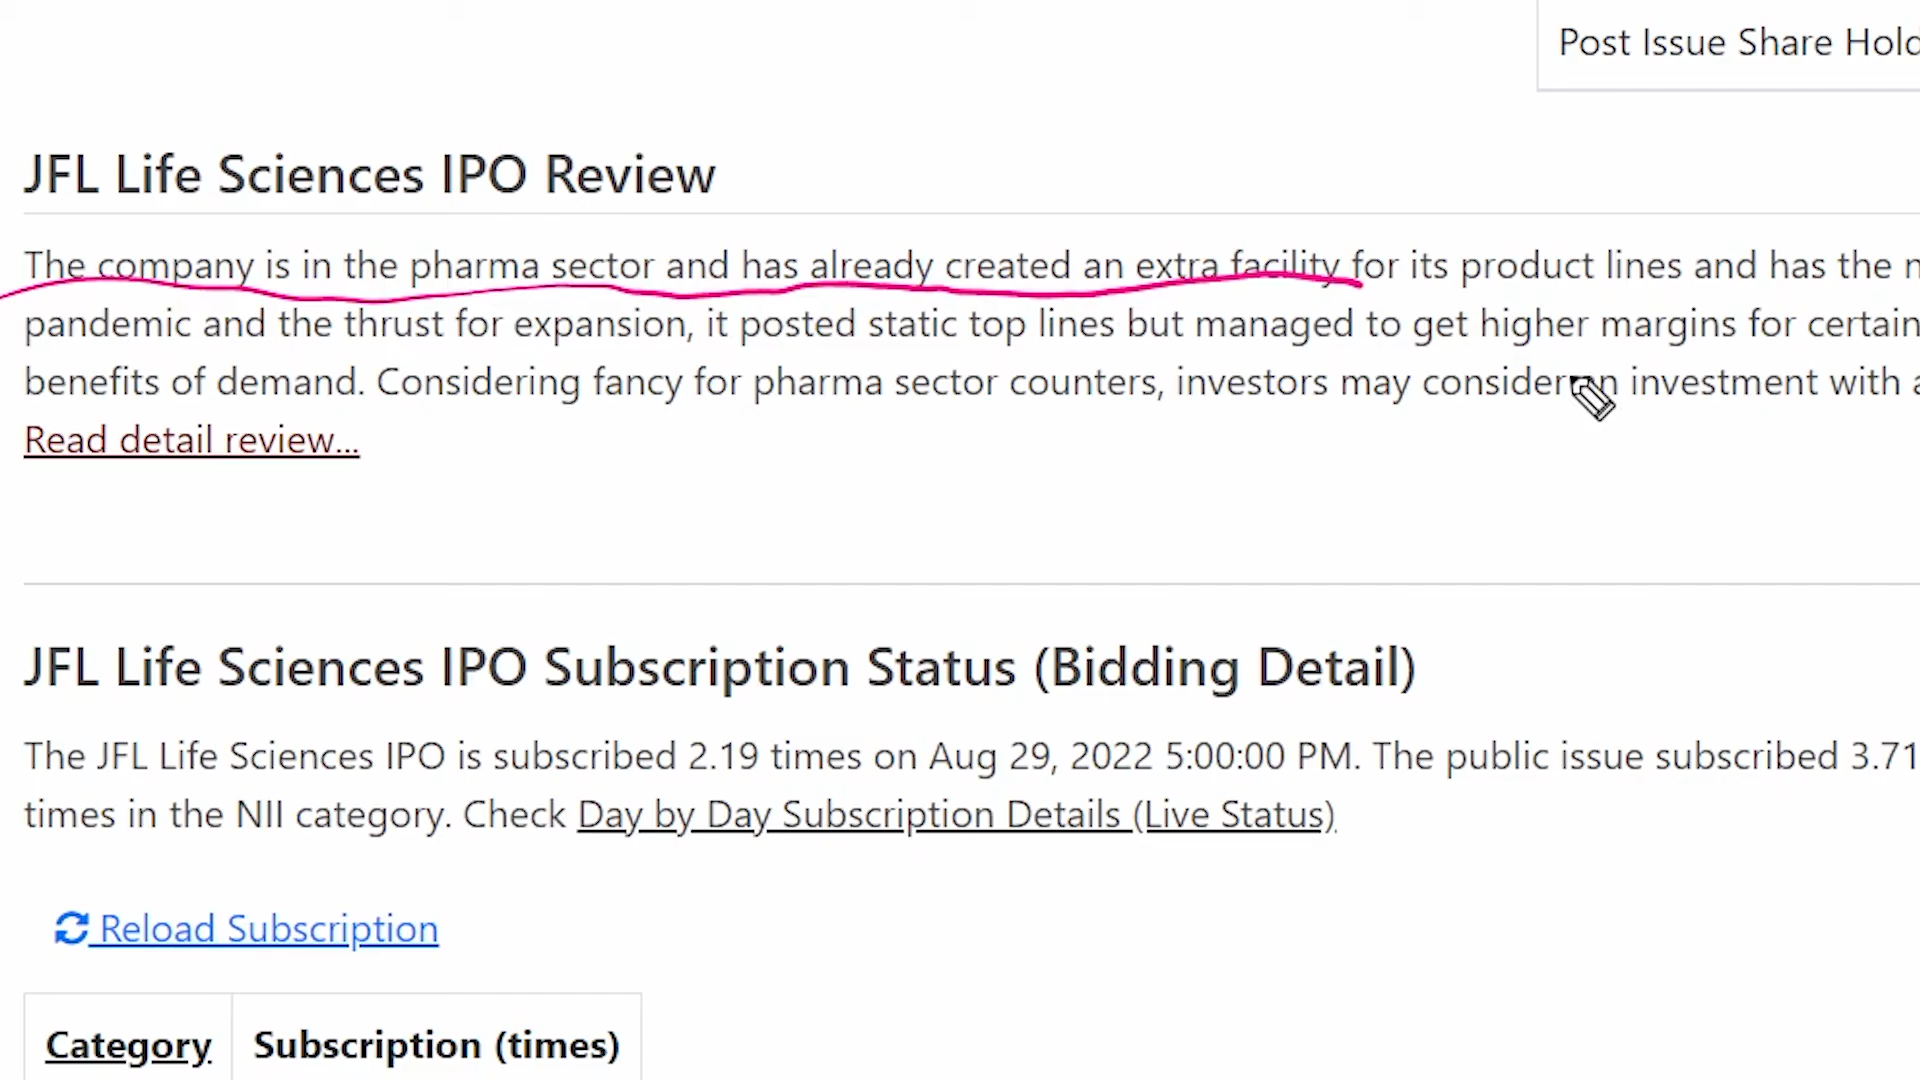 Post Issue Share Hold
JFL Life Sciences IPO Review
The company is in the pharma sector and has already created an extra facility for its product lines and has the
pandemic and the thrust for expansion, it posted static top lines but managed to get higher margins for certain
benefits of demand. Considering fancy for pharma sector counters, investors may consider an investment with a
Read detail review...
JFL Life Sciences IPO Subscription Status (Bidding Detail)
The JFL Life Sciences IPO is subscribed 2.19 times on Aug 29, 2022 5:00:00 PM. The public issue subscribed 3.71
times in the NII category. Check Day by Day Subscription Details (Live Status).
Reload Subscription
Category Subscription (times)